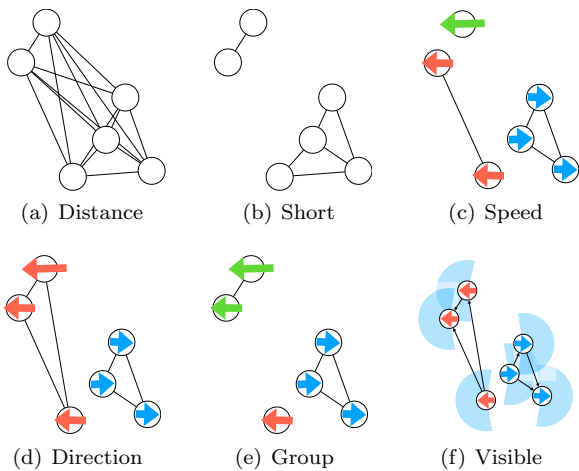 (a) Distance
(b) Short
(c) Speed
(d) Direction
(e) Group
(f) Visible